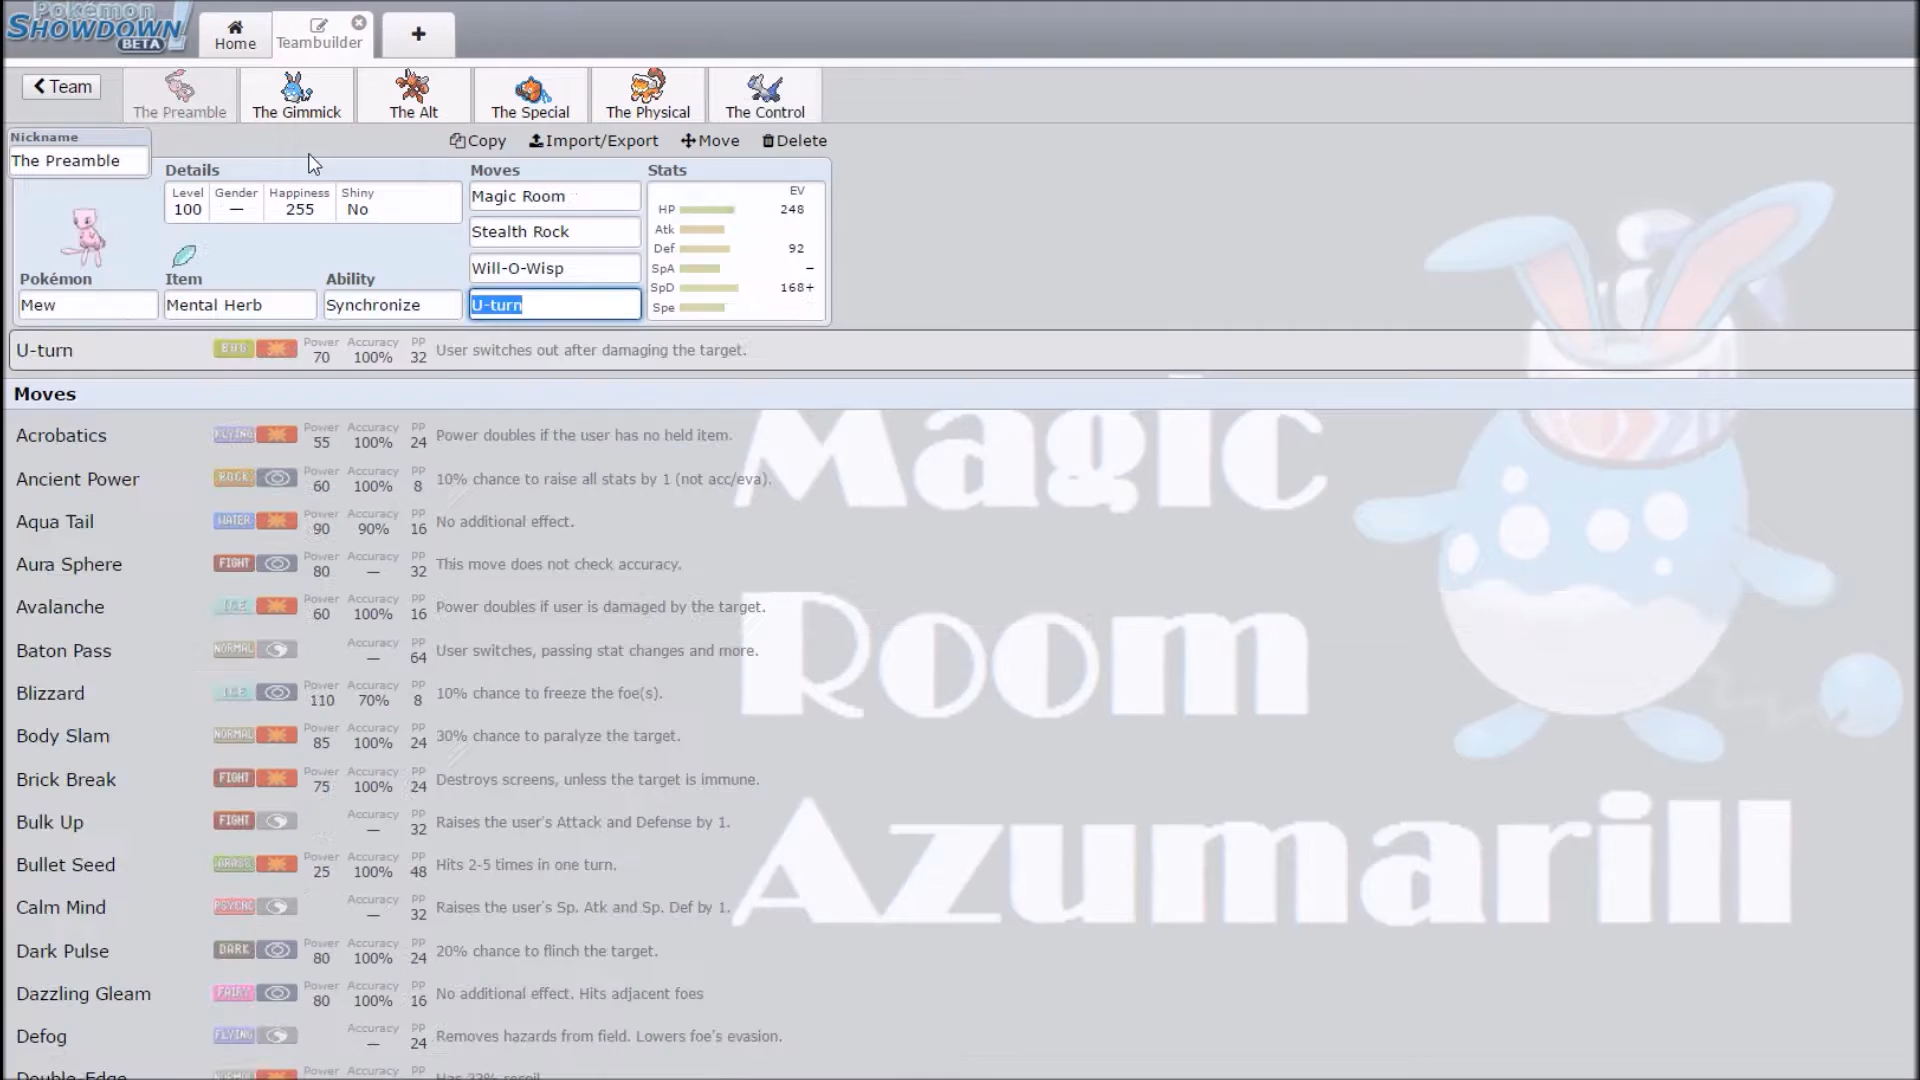 Pokémon
SHOWDOWN!
BETA
Home
Teambuilder
+
Team
The Preamble
The Gimmick
The Alt
The Special
The Physical
The Control
Copy Import/Export Move Delete
Nickname
The Preamble
Details
Level Gender Happiness Shiny
100 — 255 No
Pokémon
Mew
Item
Mental Herb
Ability
Synchronize
Moves
Magic Room
Stealth Rock
Will-O-Wisp
U-turn
Stats
EV
HP 248
Atk
Def 92
SpA –
SpD 168+
Spe
U-turn BUG Power 70 Accuracy 100% PP 32 User switches out after damaging the target.
Moves
Acrobatics FLYING Power 55 Accuracy 100% PP 24 Power doubles if the user has no held item.
Ancient Power ROCK Power 60 Accuracy 100% PP 8 10% chance to raise all stats by 1 (not acc/eva).
Aqua Tail WATER Power 90 Accuracy 90% PP 16 No additional effect.
Aura Sphere FIGHT Power 80 Accuracy — PP 32 This move does not check accuracy.
Avalanche ICE Power 60 Accuracy 100% PP 16 Power doubles if user is damaged by the target.
Baton Pass NORMAL Accuracy — PP 64 User switches, passing stat changes and more.
Blizzard ICE Power 110 Accuracy 70% PP 8 10% chance to freeze the foe(s).
Body Slam NORMAL Power 85 Accuracy 100% PP 24 30% chance to paralyze the target.
Brick Break FIGHT Power 75 Accuracy 100% PP 24 Destroys screens, unless the target is immune.
Bulk Up FIGHT Accuracy — PP 32 Raises the user's Attack and Defense by 1.
Bullet Seed GRASS Power 25 Accuracy 100% PP 48 Hits 2-5 times in one turn.
Calm Mind PSYCHC Accuracy — PP 32 Raises the user's Sp. Atk and Sp. Def by 1.
Dark Pulse DARK Power 80 Accuracy 100% PP 24 20% chance to flinch the target.
Dazzling Gleam FAIRY Power 80 Accuracy 100% PP 16 No additional effect. Hits adjacent foes
Defog FLYING Accuracy — PP 24 Removes hazards from field. Lowers foe's evasion.
Double-Edge NORMAL Power Accuracy PP Has 33% recoil.
Magic
Room
Azumarill